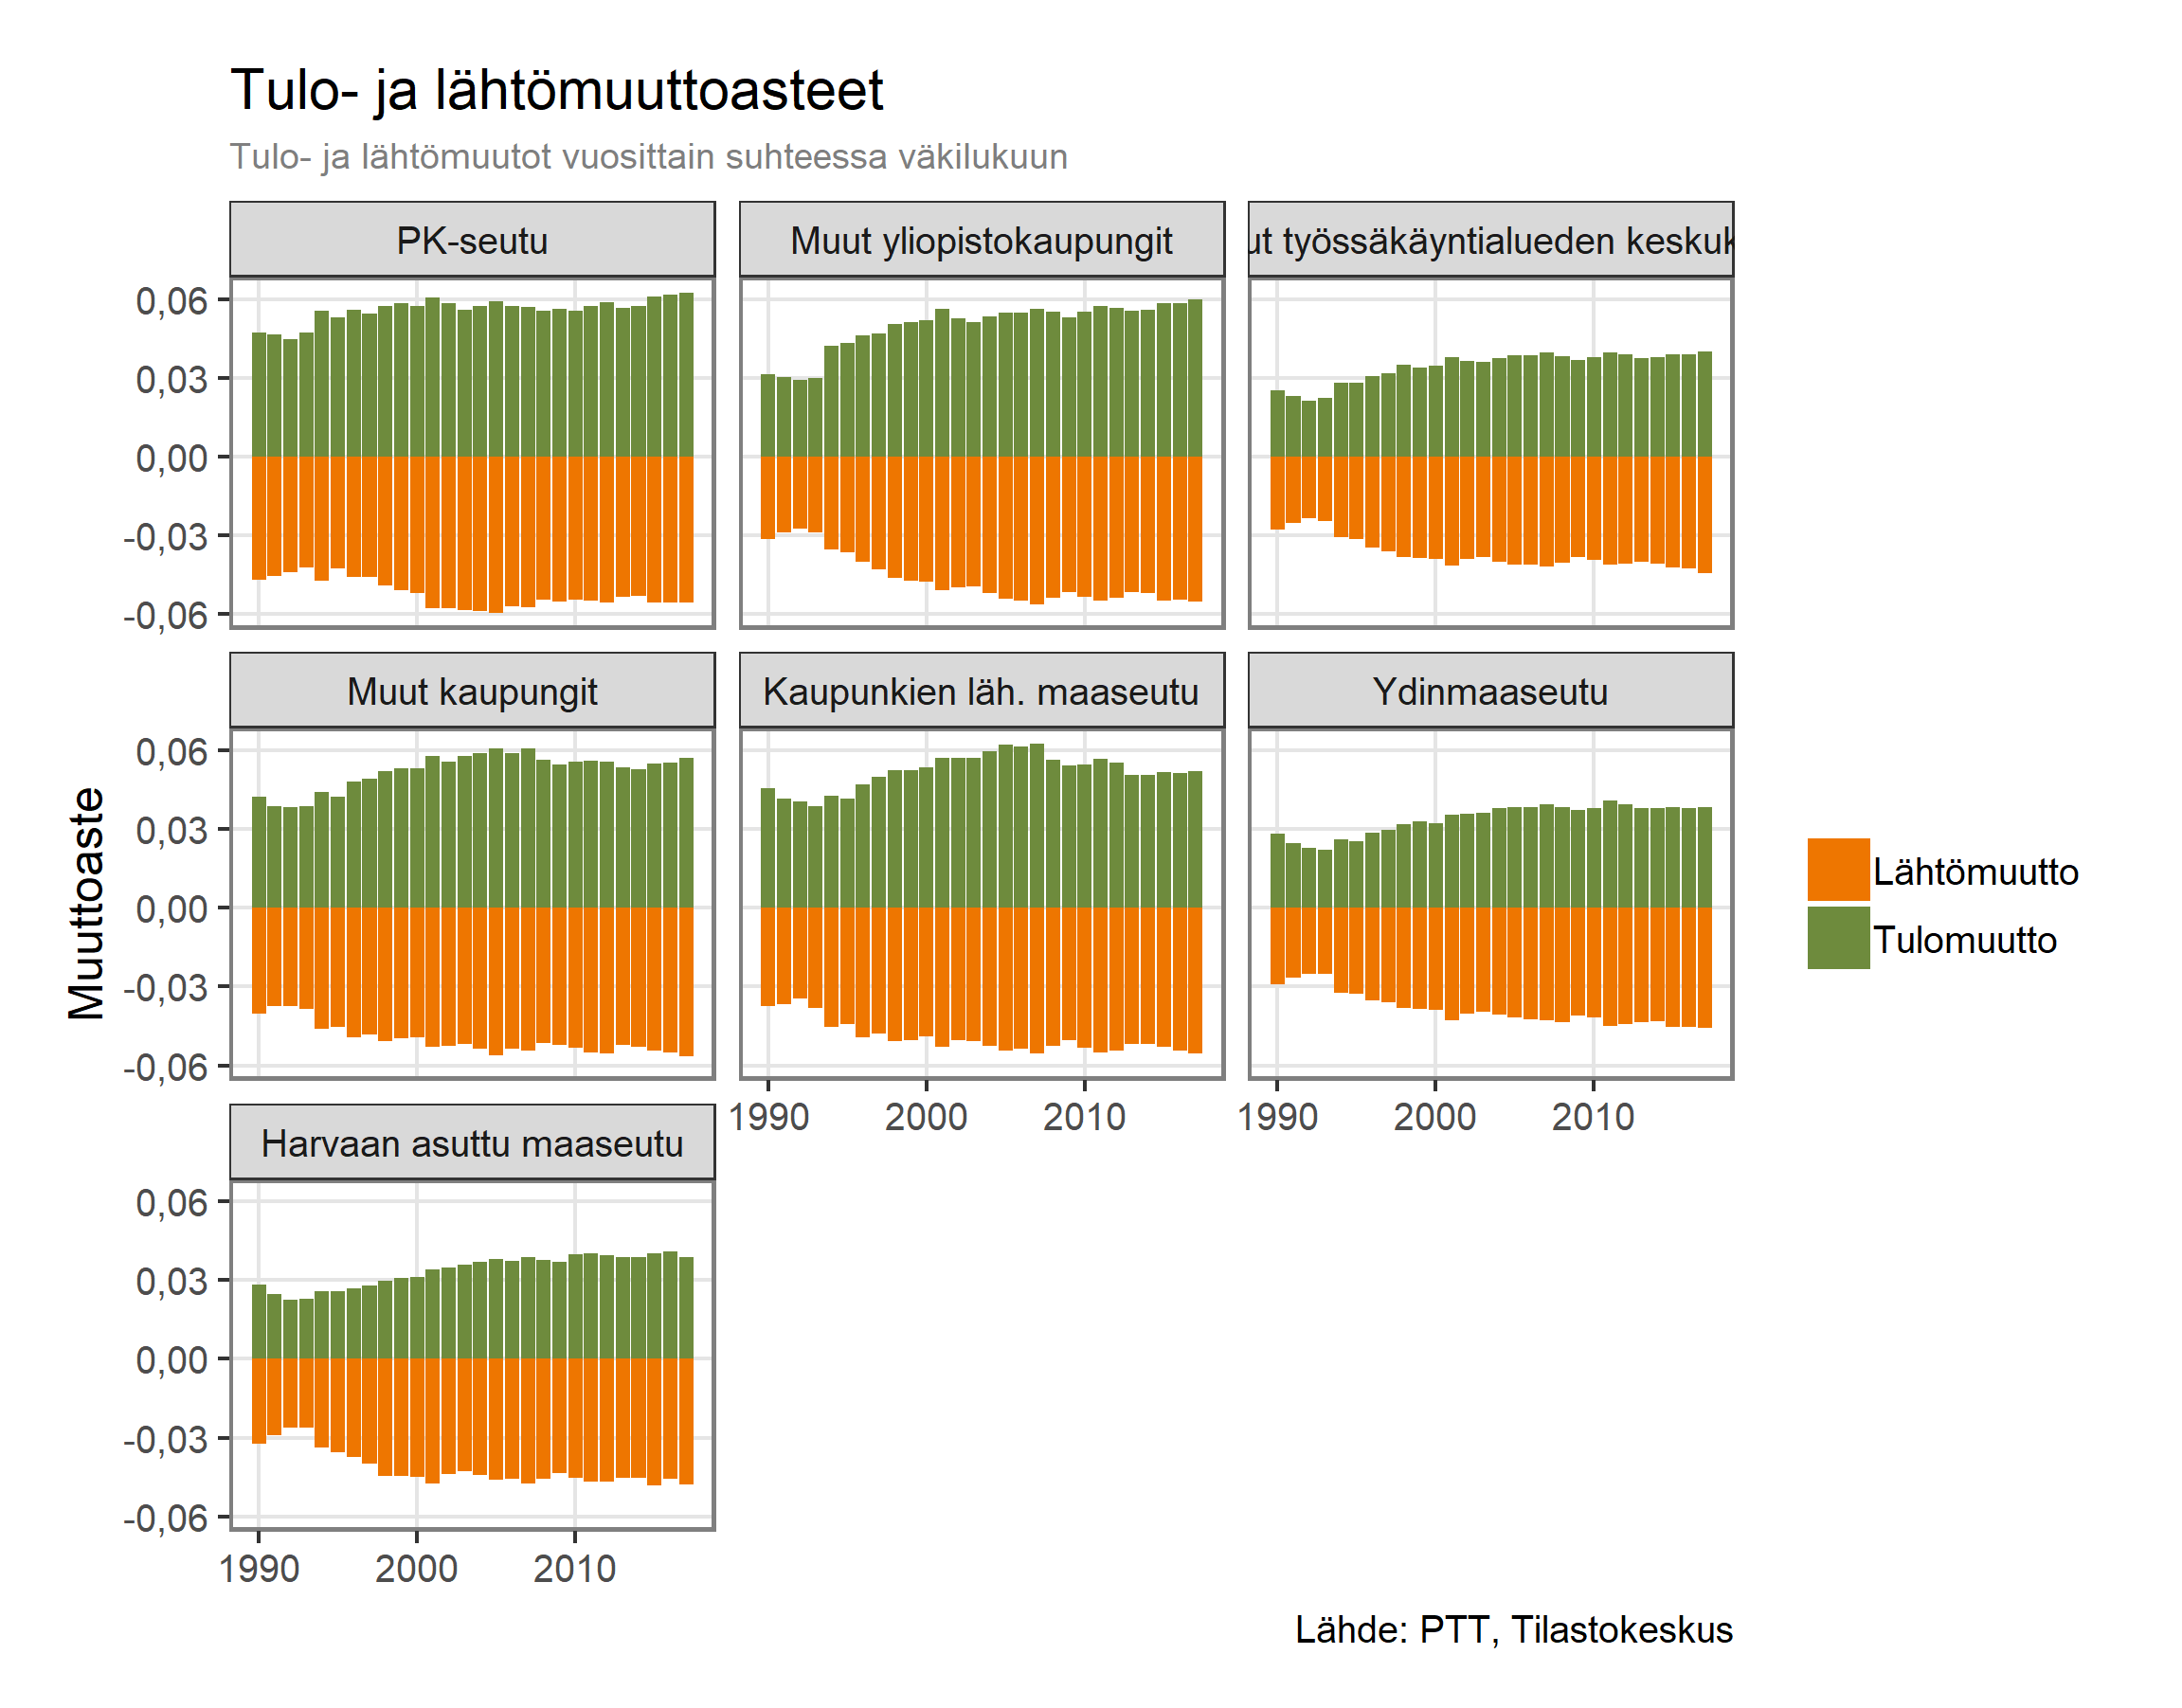 Tulo- ja lähtömuuttoasteet
Tulo- ja lähtömuutot vuosittain suhteessa väkilukuun
PK-seutu
Muut yliopistokaupungit
ut työssäkäyntialueden keskuk
0,06
0,03
0,00
-0,03
-0,06
Muut kaupungit
Kaupunkien läh. maaseutu
Ydinmaaseutu
0,06
0,03
0,00
-0,03
-0,06
Muuttoaste
Lähtömuutto
Tulomuutto
1990 2000 2010
1990 2000 2010
Harvaan asuttu maaseutu
0,06
0,03
0,00
-0,03
-0,06
1990 2000 2010
Lähde: PTT, Tilastokeskus